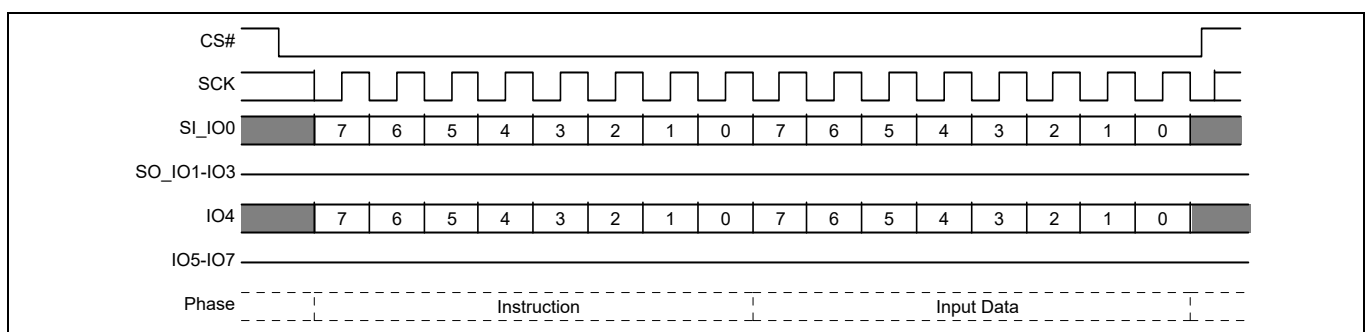 CS#
SCK
SI_IO0 7 6 5 4 3 2 1 0 7 6 5 4 3 2 1 0
SO_IO1-IO3
IO4 7 6 5 4 3 2 1 0 7 6 5 4 3 2 1 0
IO5-IO7
Phase Instruction Input Data